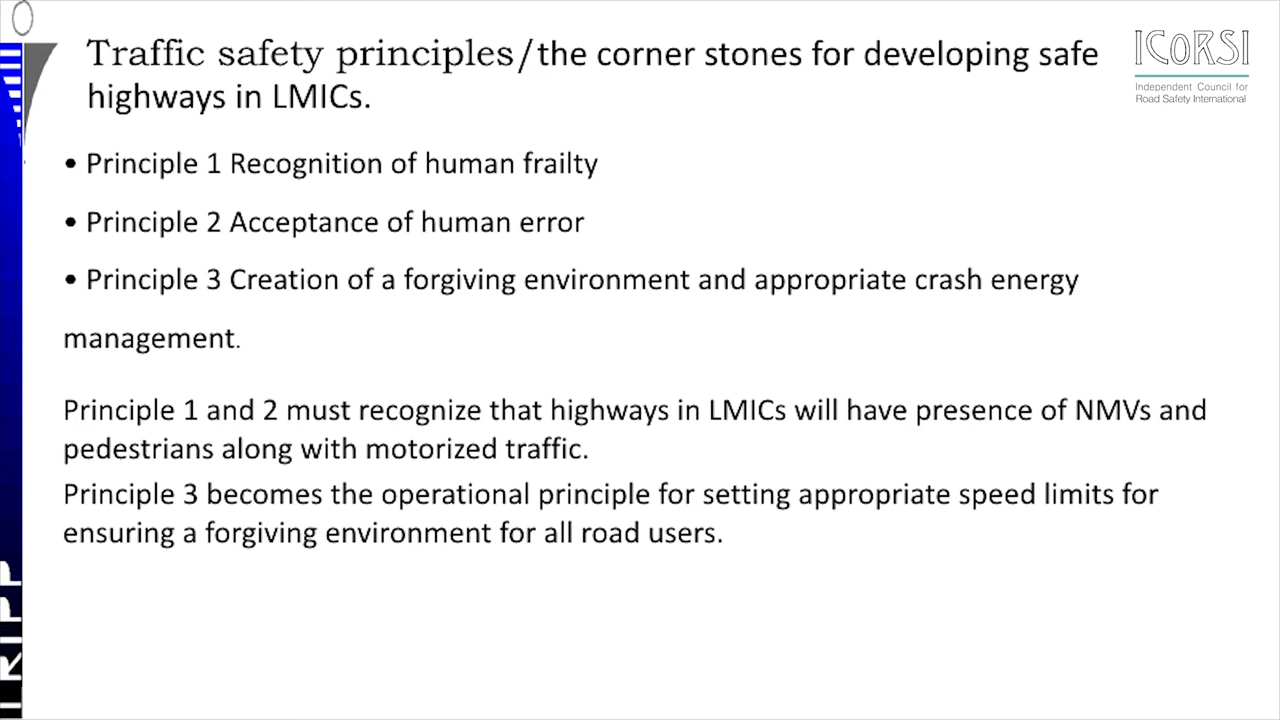 Traffic safety principles/the corner stones for developing safe
highways in LMICs.
ICoRSI
Independent Council for
Road Safety International
• Principle 1 Recognition of human frailty
• Principle 2 Acceptance of human error
• Principle 3 Creation of a forgiving environment and appropriate crash energy
management.
Principle 1 and 2 must recognize that highways in LMICs will have presence of NMVs and
pedestrians along with motorized traffic.
Principle 3 becomes the operational principle for setting appropriate speed limits for
ensuring a forgiving environment for all road users.
TRIPP